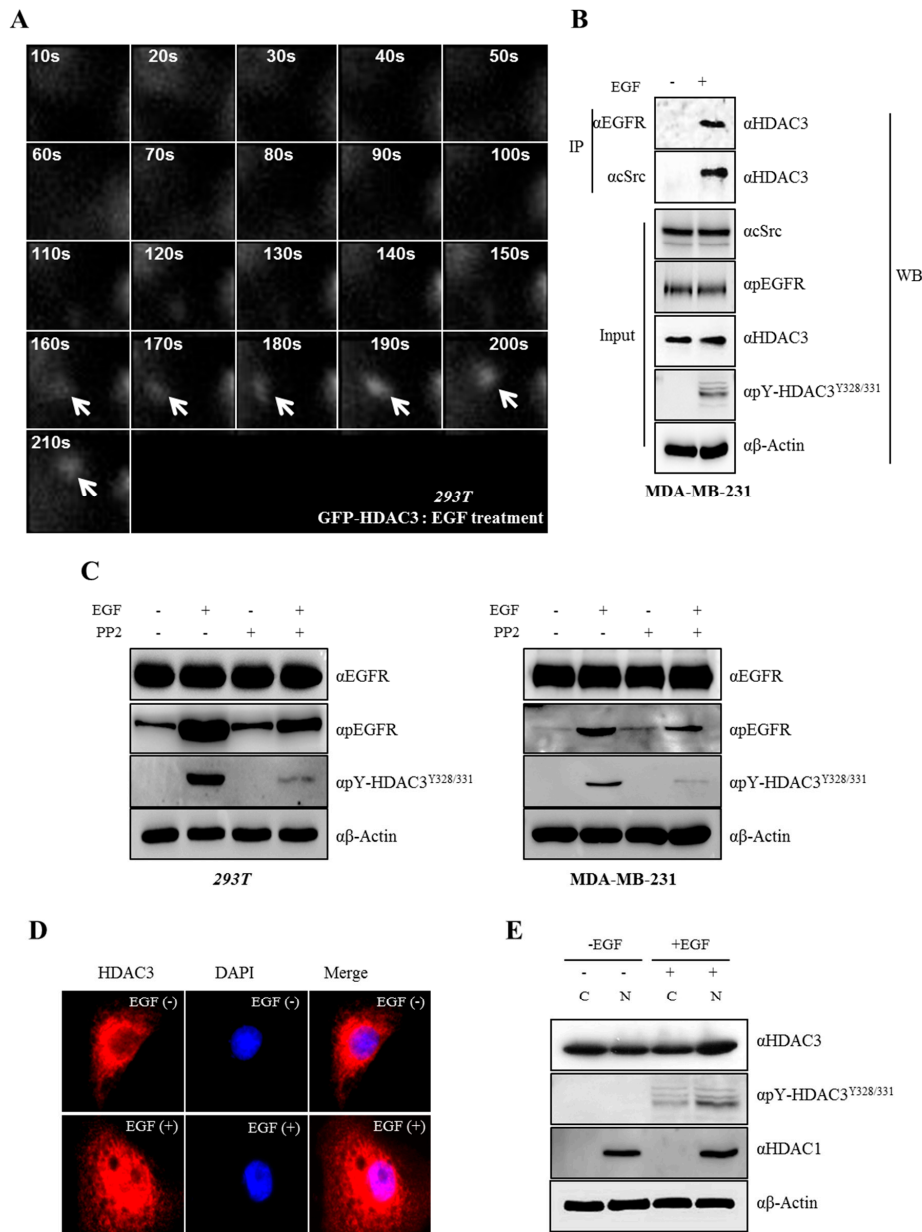 A
10s 20s 30s 40s 50s
60s 70s 80s 90s 100s
110s 120s 130s 140s 150s
160s 170s 180s 190s 200s
210s
293T
GFP-HDAC3 : EGF treatment
B
EGF - +
IP αEGFR αHDAC3
αcSrc αHDAC3
Input αcSrc
αpEGFR
αHDAC3
αpY-HDAC3Y328/331
αβ-Actin
WB
MDA-MB-231
C
EGF - + - +
PP2 - - + +
αEGFR
αpEGFR
αpY-HDAC3Y328/331
αβ-Actin
293T
EGF - + - +
PP2 - - + +
αEGFR
αpEGFR
αpY-HDAC3Y328/331
αβ-Actin
MDA-MB-231
D
HDAC3 DAPI Merge
EGF (-) EGF (-) EGF (-)
EGF (+) EGF (+) EGF (+)
E
-EGF +EGF
- - + +
C N C N
αHDAC3
αpY-HDAC3Y328/331
αHDAC1
αβ-Actin